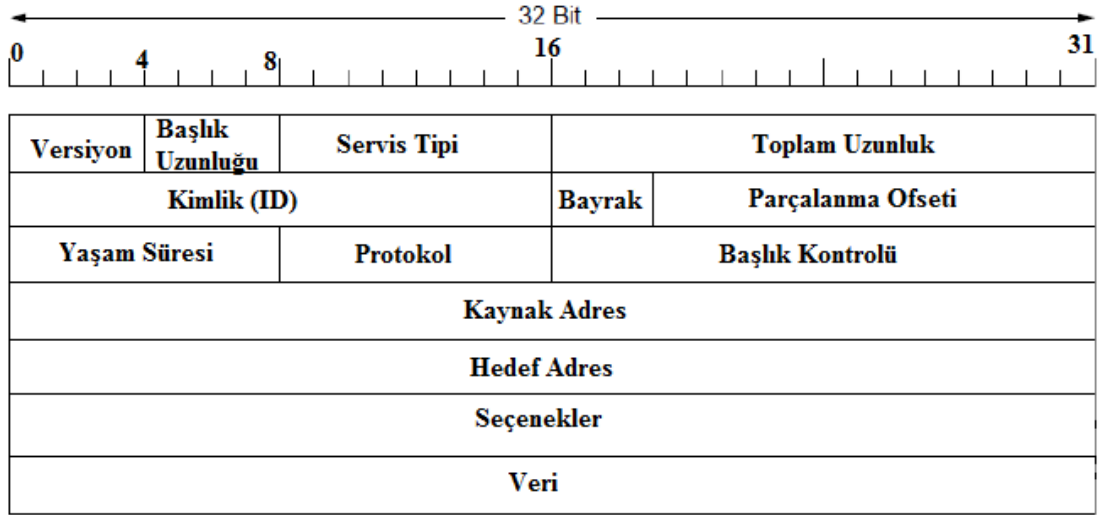 32 Bit
0 4 8 16 31
Versiyon Başlık Uzunluğu Servis Tipi Toplam Uzunluk
Kimlik (ID) Bayrak Parçalanma Ofseti
Yaşam Süresi Protokol Başlık Kontrolü
Kaynak Adres
Hedef Adres
Seçenekler
Veri